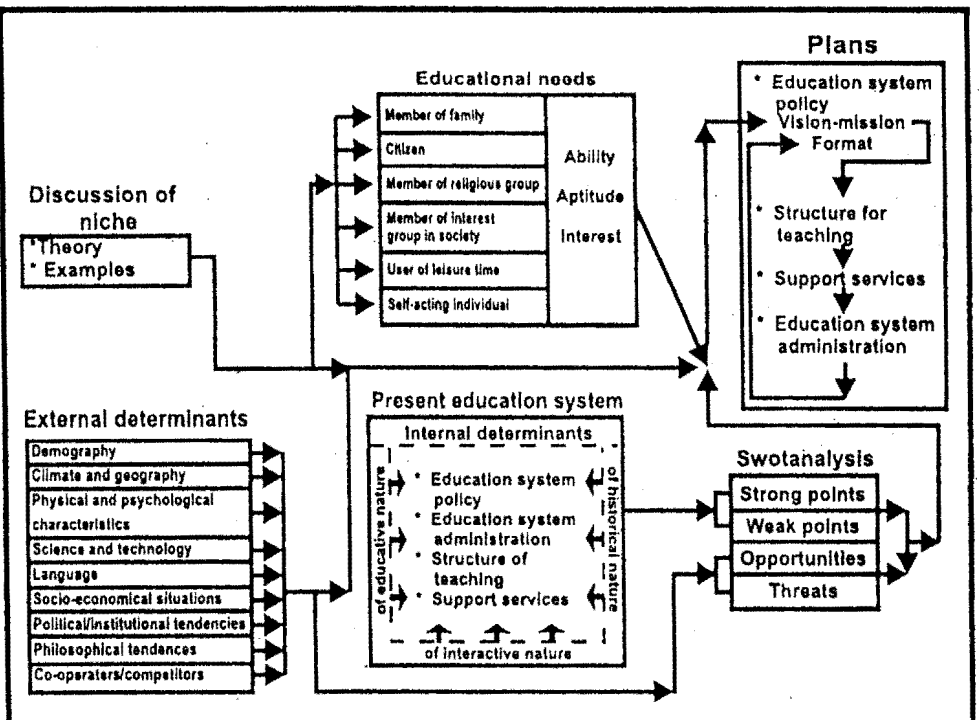 Plans
* Education system
policy
Vision-mission
Format
* Structure for
teaching
* Support services
* Education system
administration
Educational needs
Member of family
Citizen
Member of religious group
Member of interest
group in society
User of leisure time
Self-acting individual
Ability
Aptitude
Interest
Discussion of
niche
*Theory
* Examples
External determinants
Demography
Climate and geography
Physical and psychological
characteristics
Science and technology
Language
Socio-economical situations
Political/institutional tendencies
Philosophical tendences
Co-operaters/competitors
Present education system
Internal determinants
of educative nature
* Education system
policy
* Education system
administration
* Structure of
teaching
* Support services
of historical nature
of interactive nature
Swotanalysis
Strong points
Weak points
Opportunities
Threats